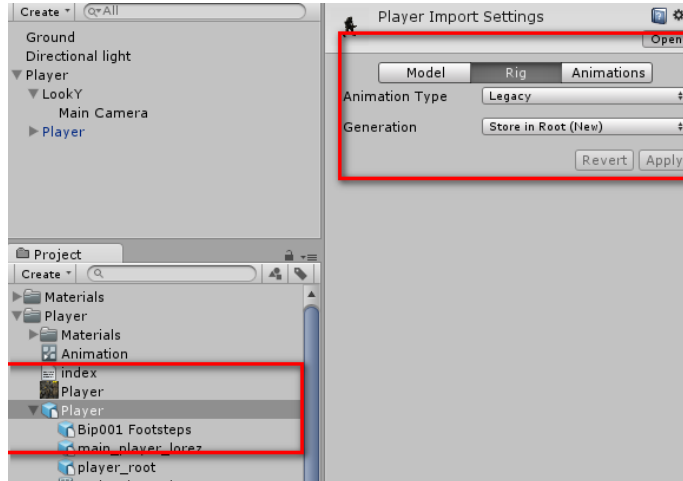 Create
All
Ground
Directional light
Player
LookY
Main Camera
Player
Project
Create
Materials
Player
Materials
Animation
index
Player
Player
Bip001 Footsteps
main_player_lorez
player_root
Player Import Settings
Open
Model Rig Animations
Animation Type Legacy
Generation Store in Root (New)
Revert Apply